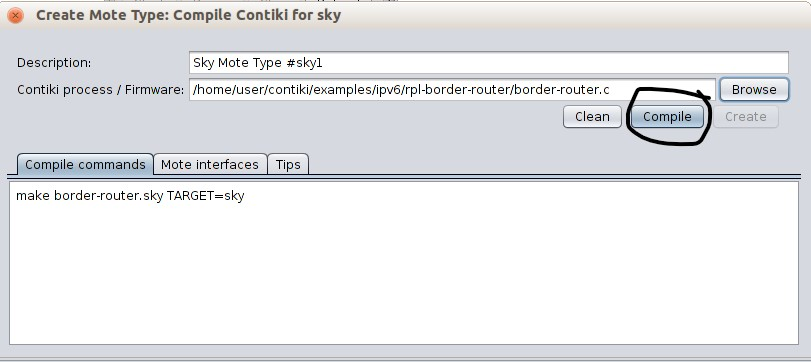 Create Mote Type: Compile Contiki for sky
Description: Sky Mote Type #sky1
Contiki process / Firmware: /home/user/contiki/examples/ipv6/rpl-border-router/border-router.c Browse
Clean Compile Create
Compile commands Mote interfaces Tips
make border-router.sky TARGET=sky